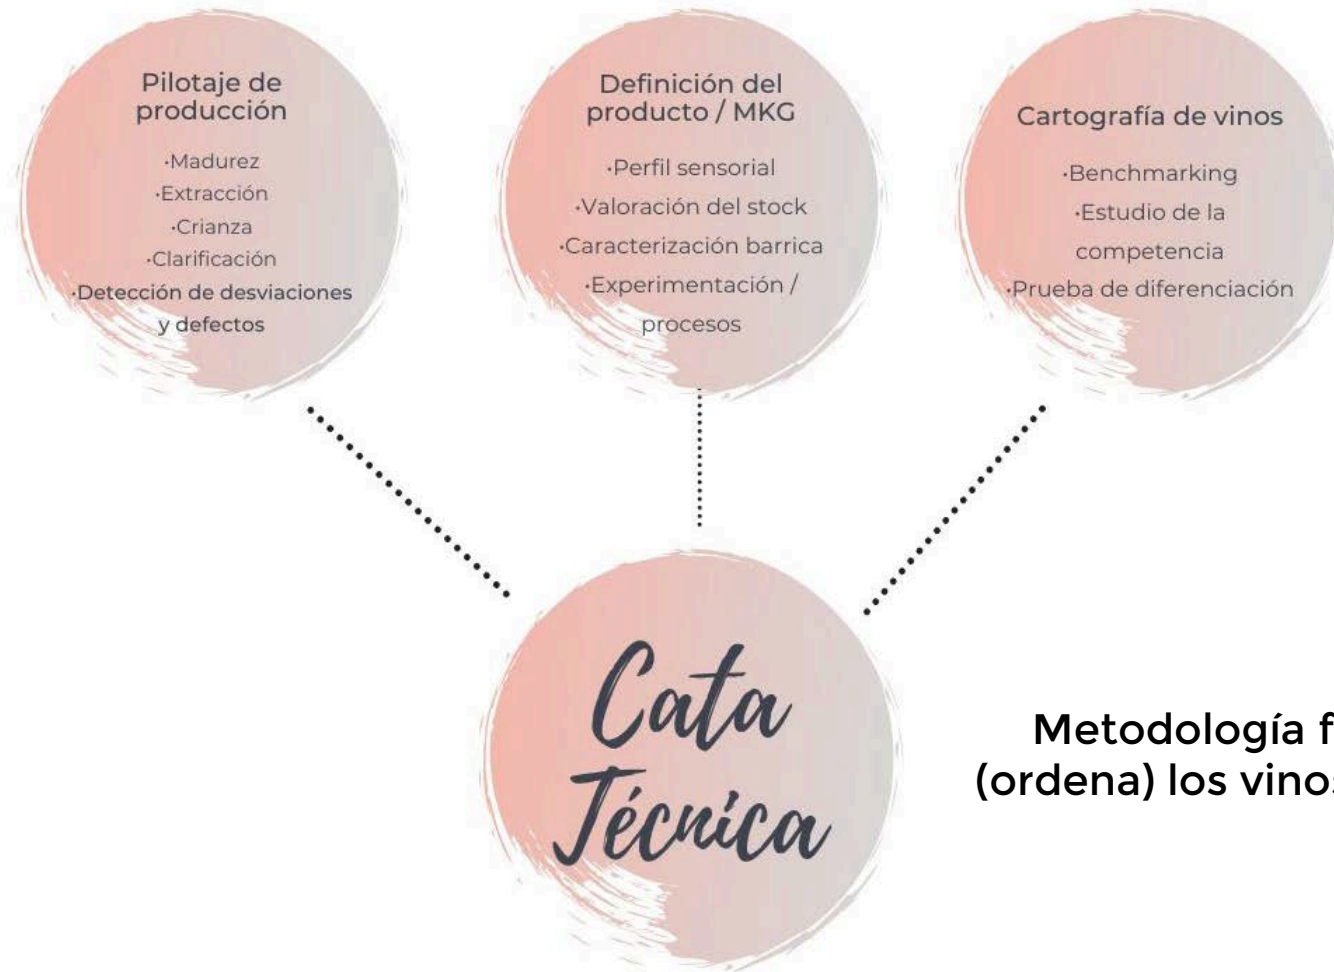 Pilotaje de
producción
·Madurez
·Extracción
·Crianza
·Clarificación
·Detección de desviaciones
y defectos
Definición del
producto / MKG
·Perfil sensorial
·Valoración del stock
·Caracterización barrica
·Experimentación /
procesos
Cartografía de vinos
·Benchmarking
·Estudio de la
competencia
·Prueba de diferenciación
Cata
Técnica
Metodología
(ordena) los